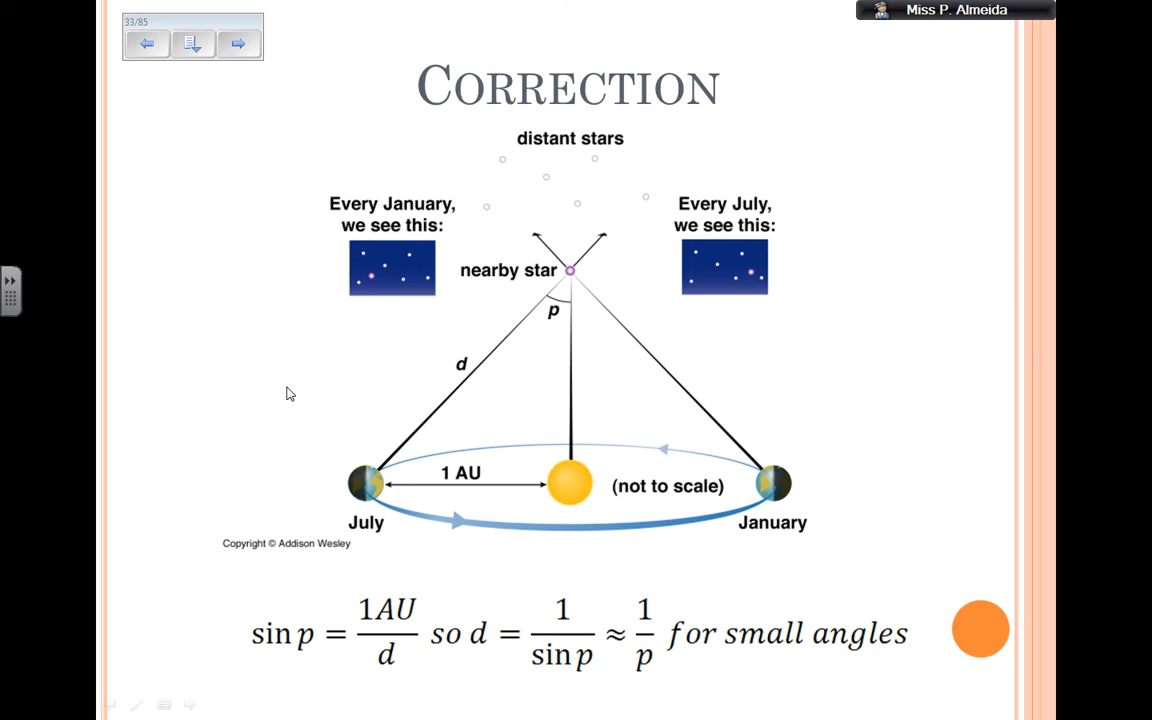 33/85
Miss P. Almeida
CORRECTION
distant stars
Every January,
we see this:
Every July,
we see this:
nearby star
p
d
1 AU
(not to scale)
July
January
Copyright © Addison Wesley
sin p = 1AU/d so d = 1/sin p ≈ 1/p for small angles